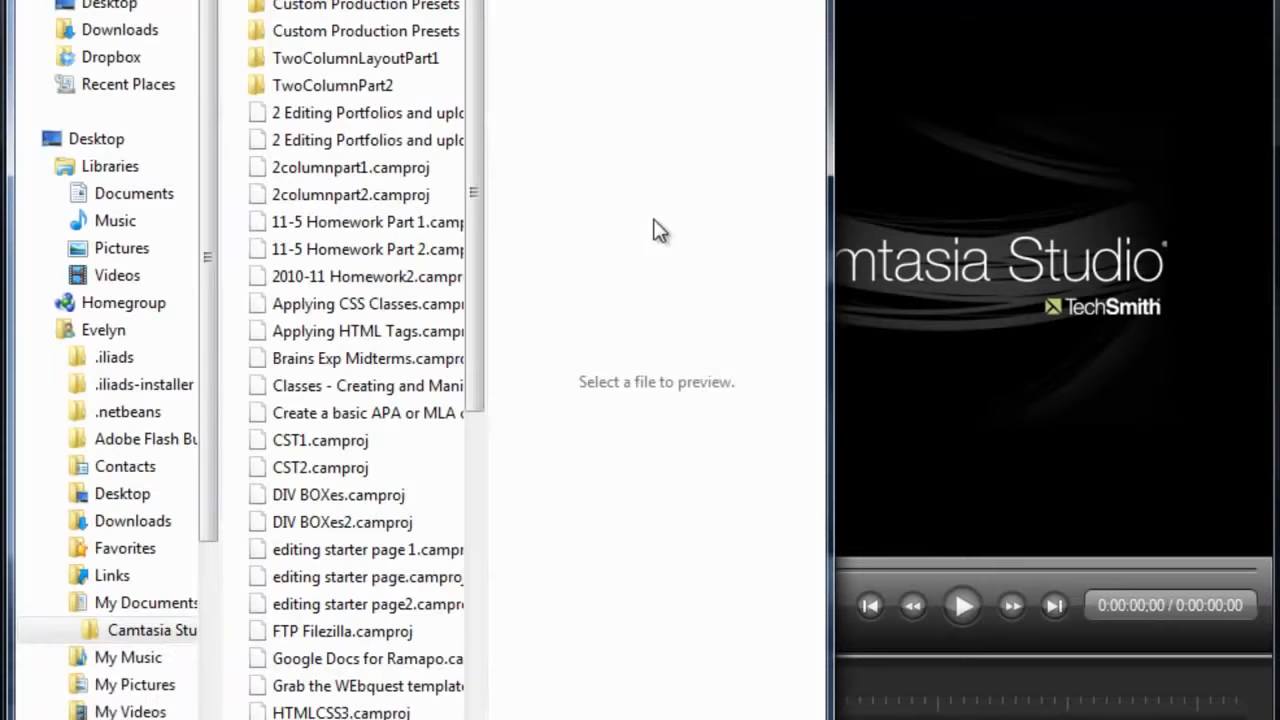 Desktop
Downloads
Dropbox
Recent Places
Desktop
Libraries
Documents
Music
Pictures
Videos
Homegroup
Evelyn
.iliads
.iliads-installer
.netbeans
Adobe Flash Bu
Contacts
Desktop
Downloads
Favorites
Links
My Documents
Camtasia Stu
My Music
My Pictures
My Videos
Custom Production Presets
Custom Production Presets
TwoColumnLayoutPart1
TwoColumnPart2
2 Editing Portfolios and uplo
2 Editing Portfolios and uplo
2columnpart1.camproj
2columnpart2.camproj
11-5 Homework Part 1.camp
11-5 Homework Part 2.camp
2010-11 Homework2.campr
Applying CSS Classes.campr
Applying HTML Tags.campr
Brains Exp Midterms.campro
Classes - Creating and Mani
Create a basic APA or MLA c
CST1.camproj
CST2.camproj
DIV BOXes.camproj
DIV BOXes2.camproj
editing starter page 1.campr
editing starter page.camproj
editing starter page2.campro
FTP Filezilla.camproj
Google Docs for Ramapo.ca
Grab the WEbquest template
HTMLCSS3.camproj
Select a file to preview.
mtasia Studio
TechSmith
0:00:00;00 / 0:00:00;00